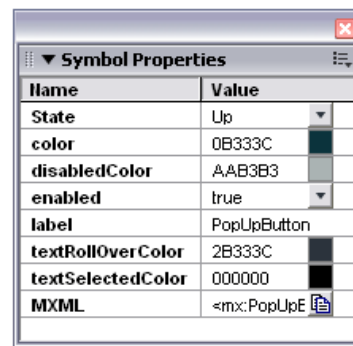 ▼ Symbol Properties
Name Value
State Up
color 0B333C
disabledColor AAB3B3
enabled true
label PopUpButton
textRollOverColor 2B333C
textSelectedColor 000000
MXML <mx:PopUpE